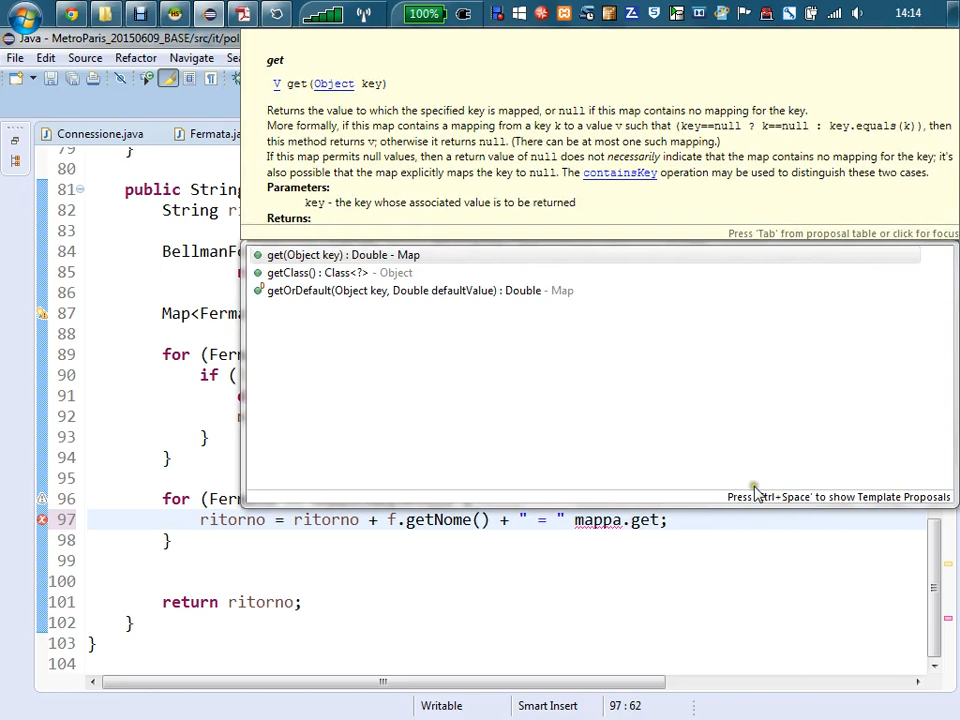 100%
14:14
Java - MetroParis_20150609_BASE/src/it/pol
File Edit Source Refactor Navigate Sea
get
V get(Object key)
Returns the value to which the specified key is mapped, or null if this map contains no mapping for the key.
More formally, if this map contains a mapping from a key k to a value v such that (key==null ? k==null : key.equals(k)), then
this method returns v; otherwise it returns null. (There can be at most one such mapping.)
If this map permits null values, then a return value of null does not necessarily indicate that the map contains no mapping for the key; it's
also possible that the map explicitly maps the key to null. The containsKey operation may be used to distinguish these two cases.
Parameters:
key - the key whose associated value is to be returned
Returns:
Press 'Tab' from proposal table or click for focus
Connessione.java Fermata.ja
get(Object key) : Double - Map
getClass() : Class<?> - Object
getOrDefault(Object key, Double defaultValue) : Double - Map
Press 'Ctrl+Space' to show Template Proposals
79 }
80
81 public String
82 String ri
83
84 BellmanFo
85
86
87 Map<Ferma
88
89 for (Fer
90 if (
91
92
93 }
94 }
95
96 for (Fer
97 ritorno = ritorno + f.getNome() + " = " mappa.get;
98 }
99
100
101 return ritorno;
102 }
103 }
104
Writable Smart Insert 97 : 62